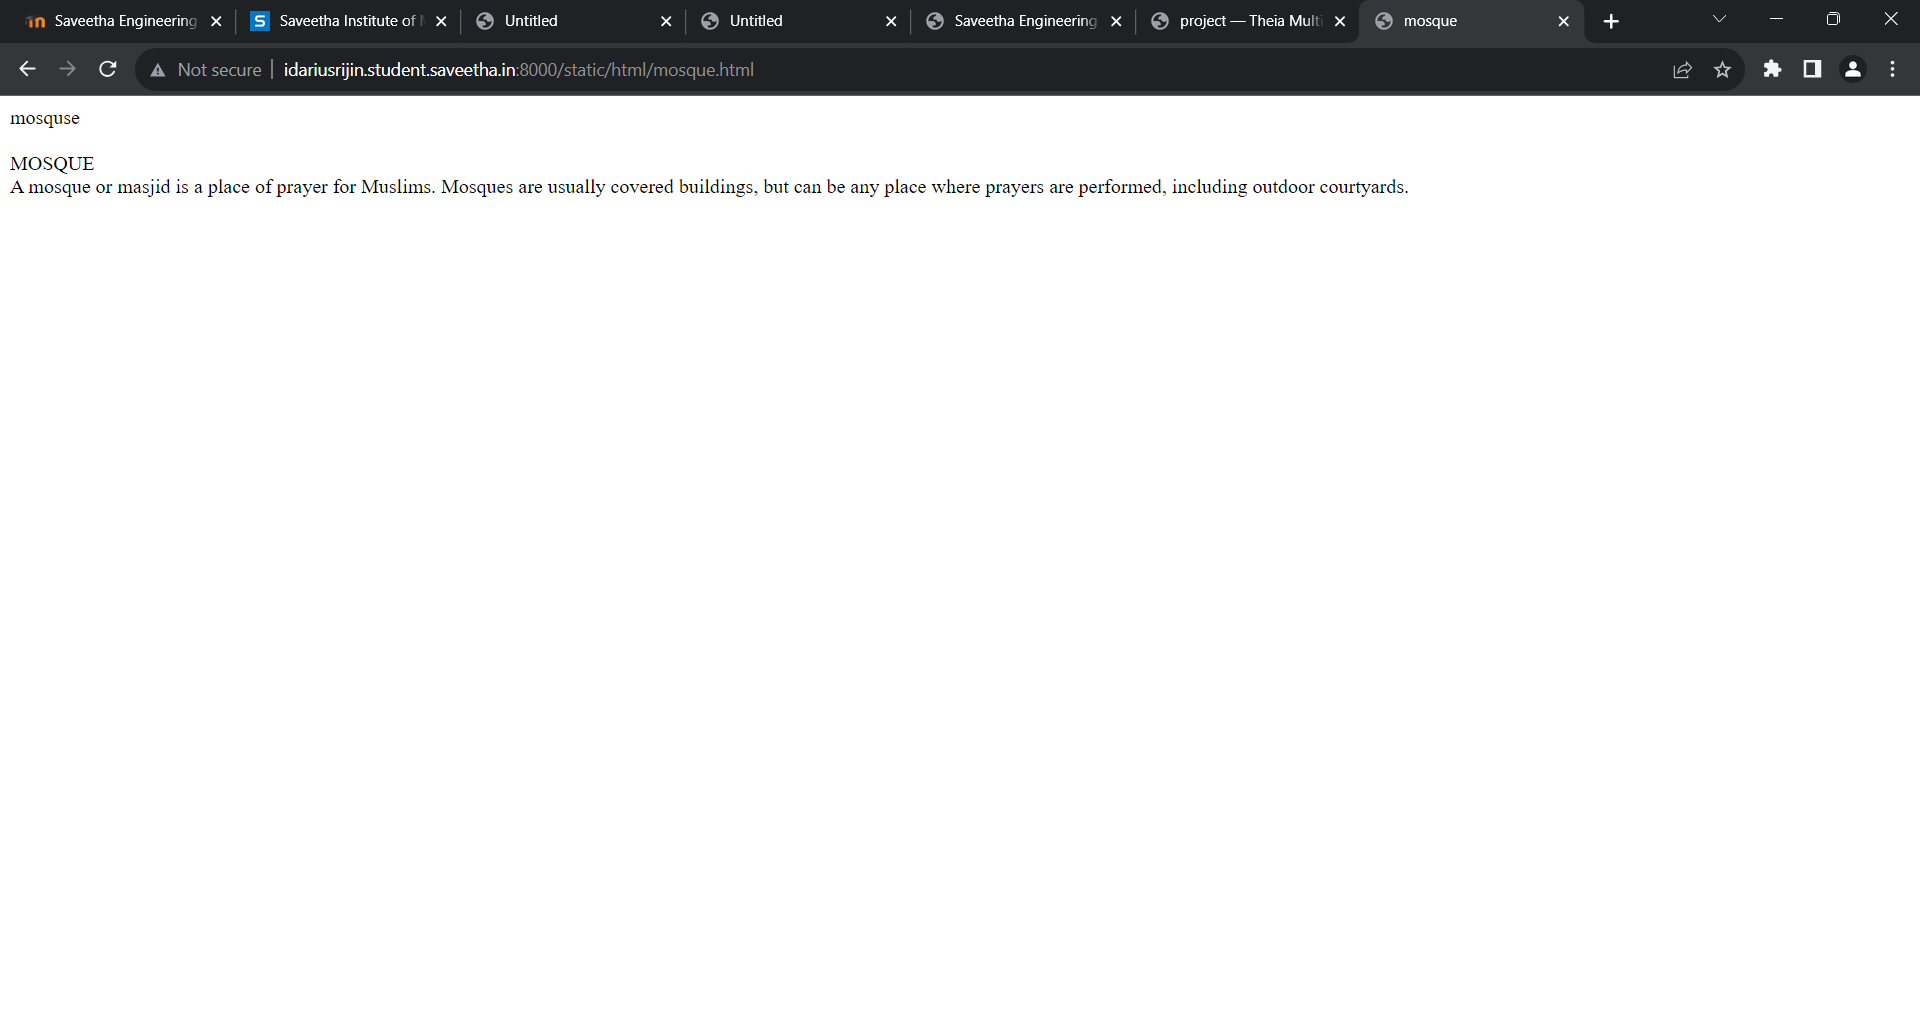 Saveetha Engineering
Saveetha Institute of
Untitled
Untitled
Saveetha Engineering
project — Theia Multi
mosque
Not secure
idariusrijin.student.saveetha.in:8000/static/html/mosque.html
mosquse
MOSQUE
A mosque or masjid is a place of prayer for Muslims. Mosques are usually covered buildings, but can be any place where prayers are performed, including outdoor courtyards.